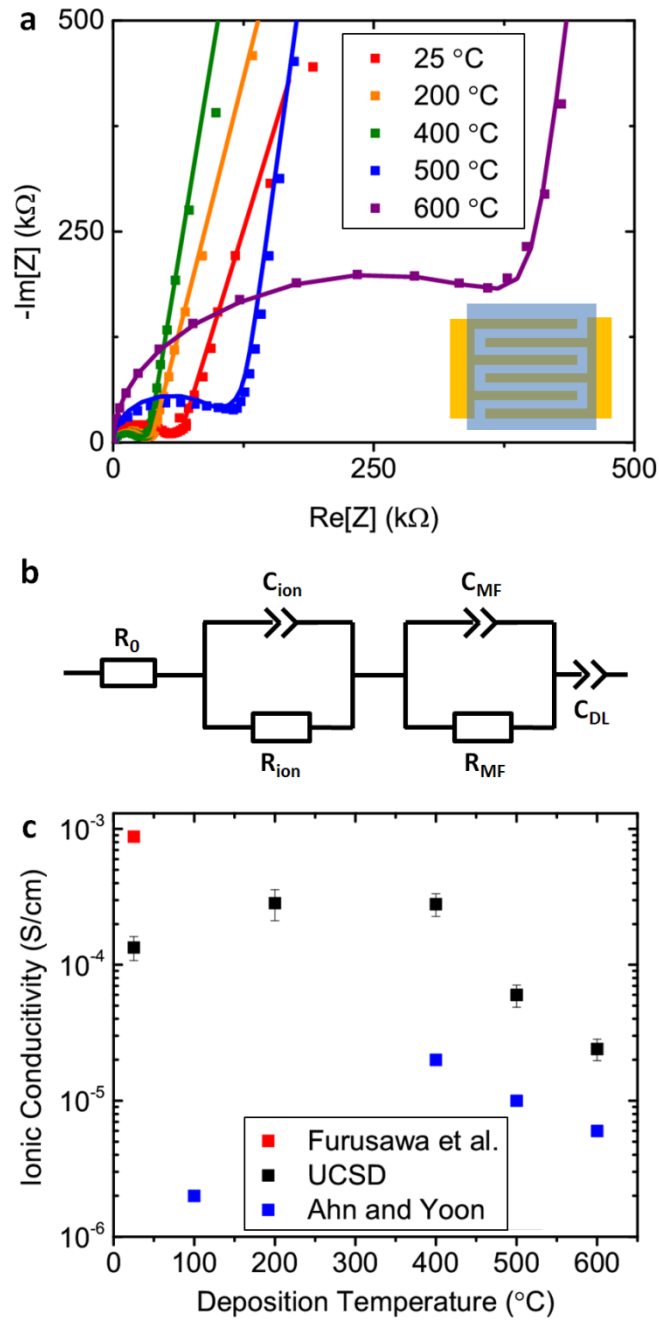 a
500
25 °C
200 °C
400 °C
500 °C
600 °C
-Im[Z] (kΩ)
250
0
0
250
500
Re[Z] (kΩ)
b
C_ion
C_MF
R_0
C_DL
R_ion
R_MF
c
10^-3
Ionic Conducitivity (S/cm)
10^-4
10^-5
Furusawa et al.
UCSD
Ahn and Yoon
10^-6
0 100 200 300 400 500 600
Deposition Temperature (°C)